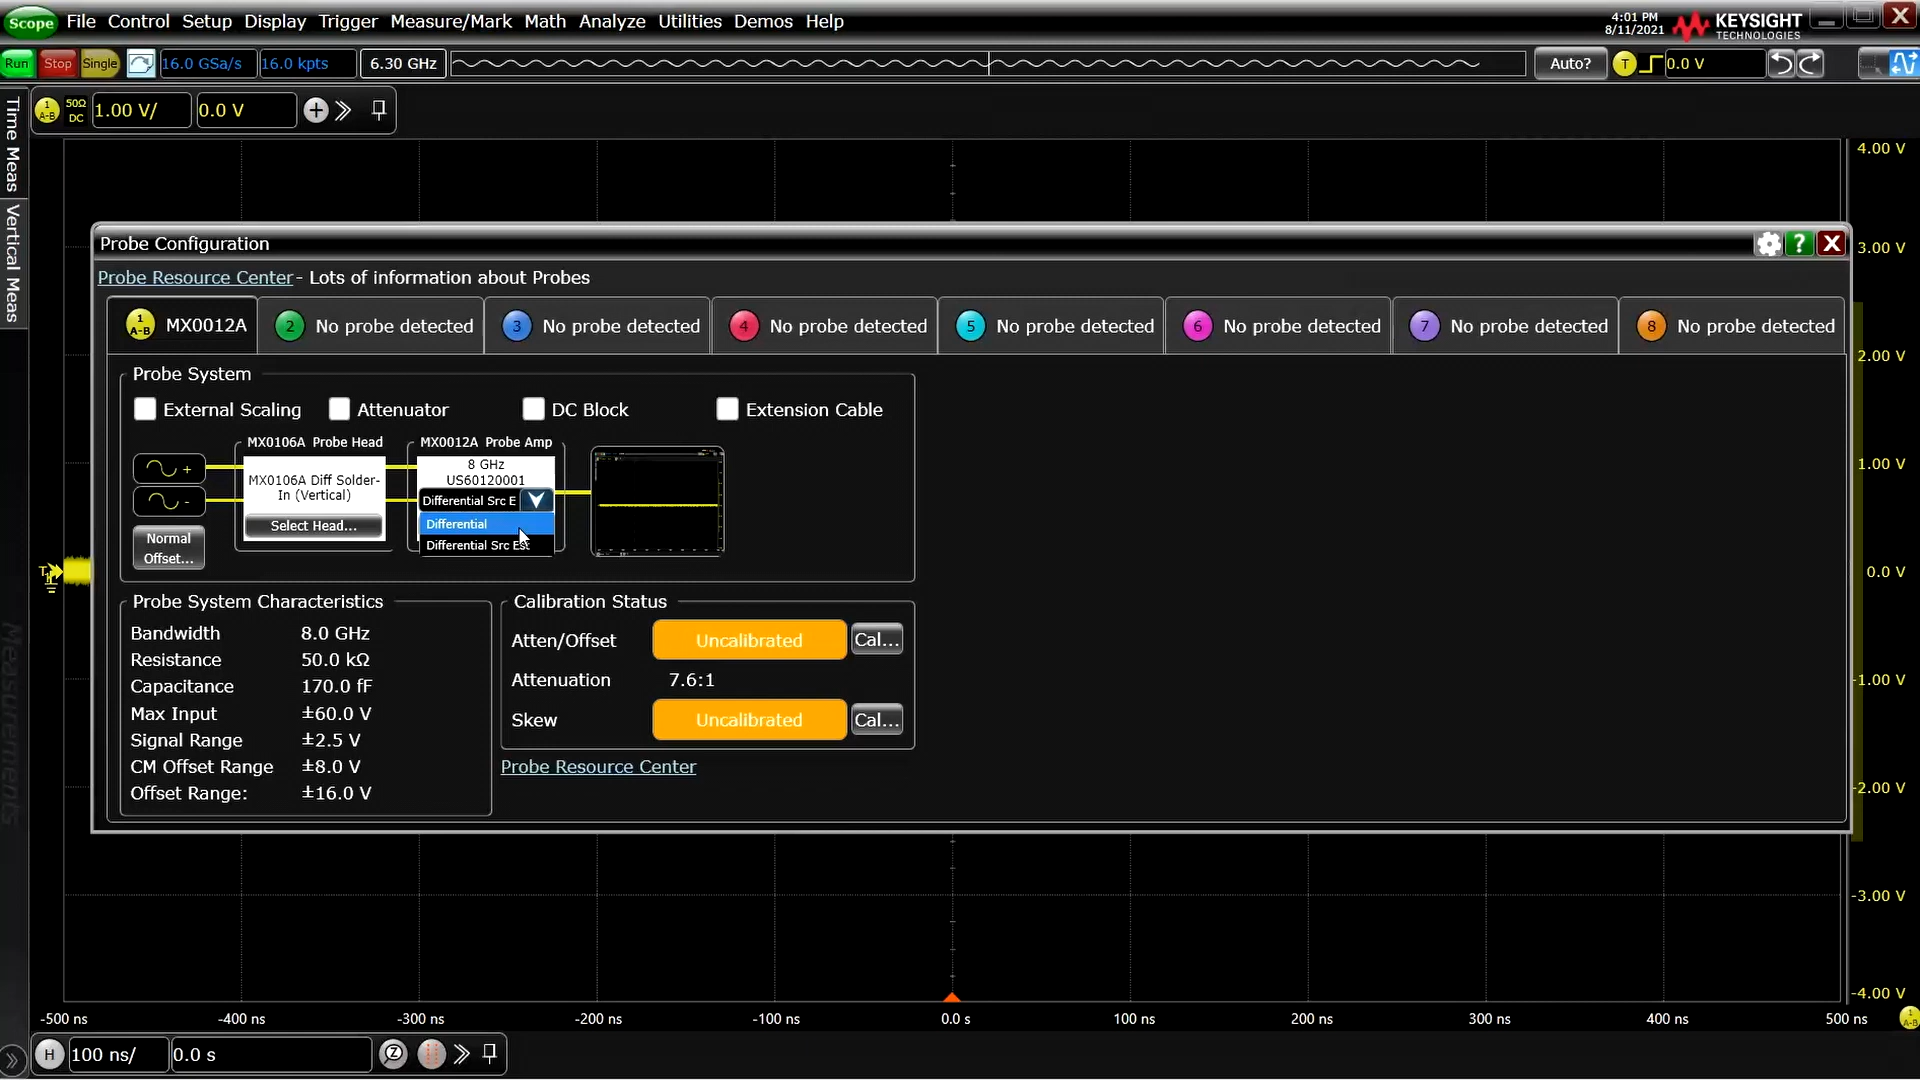 Scope File Control Setup Display Trigger Measure/Mark Math Analyze Utilities Demos Help
4:01 PM
8/11/2021
KEYSIGHT
TECHNOLOGIES
X
Run Stop Single 16.0 GSa/s 16.0 kpts 6.30 GHz Auto? T 0.0 V
1
A-B
50Ω
DC
1.00 V/ 0.0 V
Time Meas
Vertical Meas
Measurements
4.00 V
3.00 V
2.00 V
1.00 V
0.0 V
-1.00 V
-2.00 V
-3.00 V
-4.00 V
Probe Configuration ? X
Probe Resource Center - Lots of information about Probes
1
A-B
MX0012A
2 No probe detected
3 No probe detected
4 No probe detected
5 No probe detected
6 No probe detected
7 No probe detected
8 No probe detected
Probe System
External Scaling Attenuator DC Block Extension Cable
MX0106A Probe Head
MX0106A Diff Solder-
In (Vertical)
Select Head...
MX0012A Probe Amp
8 GHz
US60120001
Differential Src E
Differential
Differential Src Est
+
-
Normal
Offset...
Probe System Characteristics
Bandwidth 8.0 GHz
Resistance 50.0 kΩ
Capacitance 170.0 fF
Max Input ±60.0 V
Signal Range ±2.5 V
CM Offset Range ±8.0 V
Offset Range: ±16.0 V
Calibration Status
Atten/Offset Uncalibrated Cal...
Attenuation 7.6:1
Skew Uncalibrated Cal...
Probe Resource Center
-500 ns -400 ns -300 ns -200 ns -100 ns 0.0 s 100 ns 200 ns 300 ns 400 ns 500 ns
1
A-B
H 100 ns/ 0.0 s Z